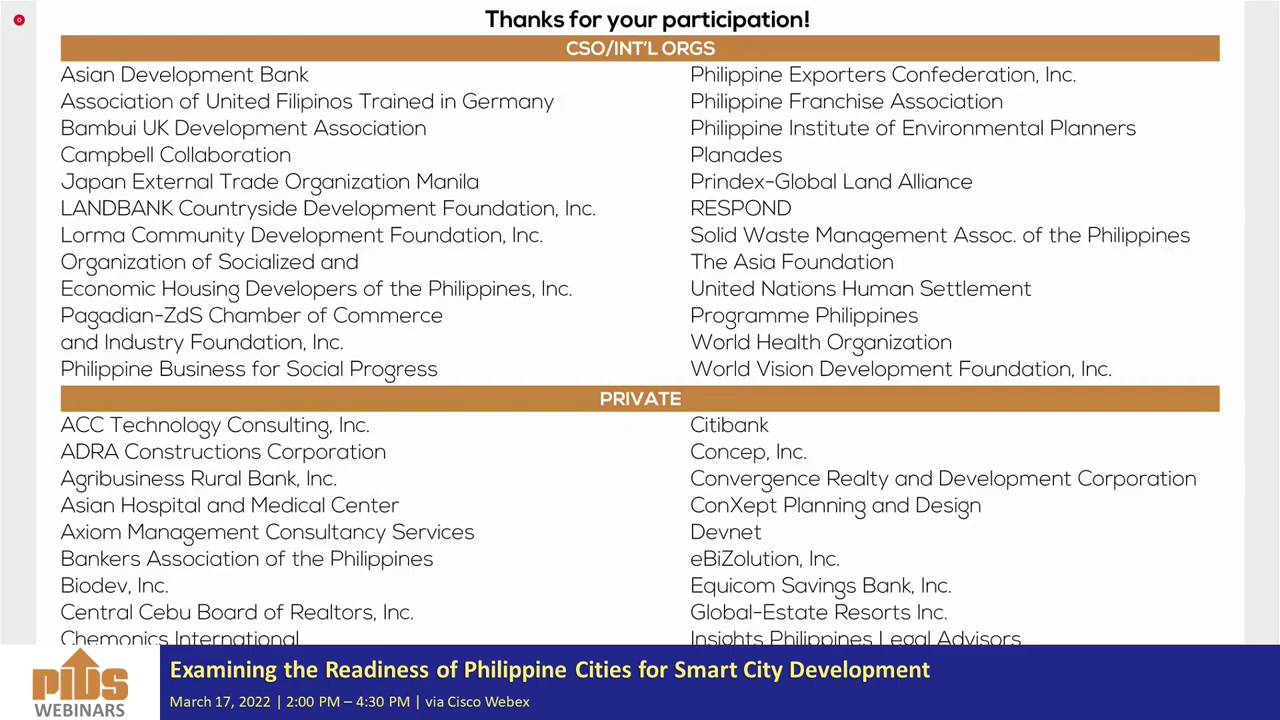 Thanks for your participation!
CSO/INT'L ORGS
Asian Development Bank
Association of United Filipinos Trained in Germany
Bambui UK Development Association
Campbell Collaboration
Japan External Trade Organization Manila
LANDBANK Countryside Development Foundation, Inc.
Lorma Community Development Foundation, Inc.
Organization of Socialized and
Economic Housing Developers of the Philippines, Inc.
Pagadian-ZdS Chamber of Commerce
and Industry Foundation, Inc.
Philippine Business for Social Progress
Philippine Exporters Confederation, Inc.
Philippine Franchise Association
Philippine Institute of Environmental Planners
Planades
Prindex-Global Land Alliance
RESPOND
Solid Waste Management Assoc. of the Philippines
The Asia Foundation
United Nations Human Settlement
Programme Philippines
World Health Organization
World Vision Development Foundation, Inc.
PRIVATE
ACC Technology Consulting, Inc.
ADRA Constructions Corporation
Agribusiness Rural Bank, Inc.
Asian Hospital and Medical Center
Axiom Management Consultancy Services
Bankers Association of the Philippines
Biodev, Inc.
Central Cebu Board of Realtors, Inc.
Chemonics International
Citibank
Concep, Inc.
Convergence Realty and Development Corporation
ConXept Planning and Design
Devnet
eBiZolution, Inc.
Equicom Savings Bank, Inc.
Global-Estate Resorts Inc.
Insights Philippines Legal Advisors
pids
WEBINARS
Examining the Readiness of Philippine Cities for Smart City Development
March 17, 2022 | 2:00 PM – 4:30 PM | via Cisco Webex